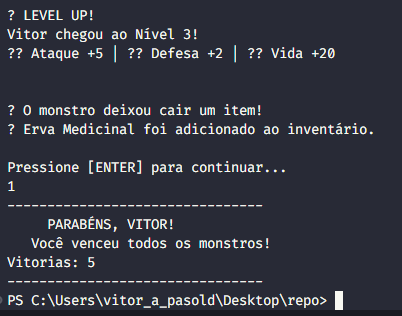 ? LEVEL UP!
Vitor chegou ao Nível 3!
?? Ataque +5 | ?? Defesa +2 | ?? Vida +20
? O monstro deixou cair um item!
? Erva Medicinal foi adicionado ao inventário.
Pressione [ENTER] para continuar...
1
--------------------------------
PARABÉNS, VITOR!
Você venceu todos os monstros!
Vitorias: 5
--------------------------------
PS C:\Users\vitor_a_pasold\Desktop\repo>